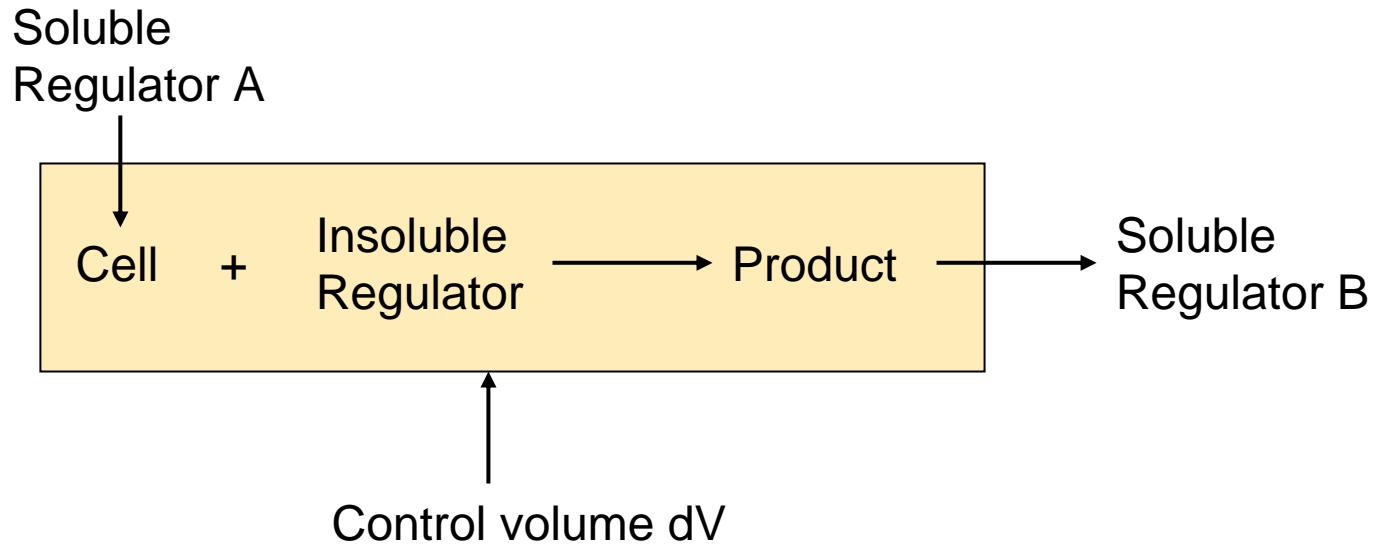 Soluble
Regulator A
Cell + Insoluble
Regulator
Product
Soluble
Regulator B
Control volume dV